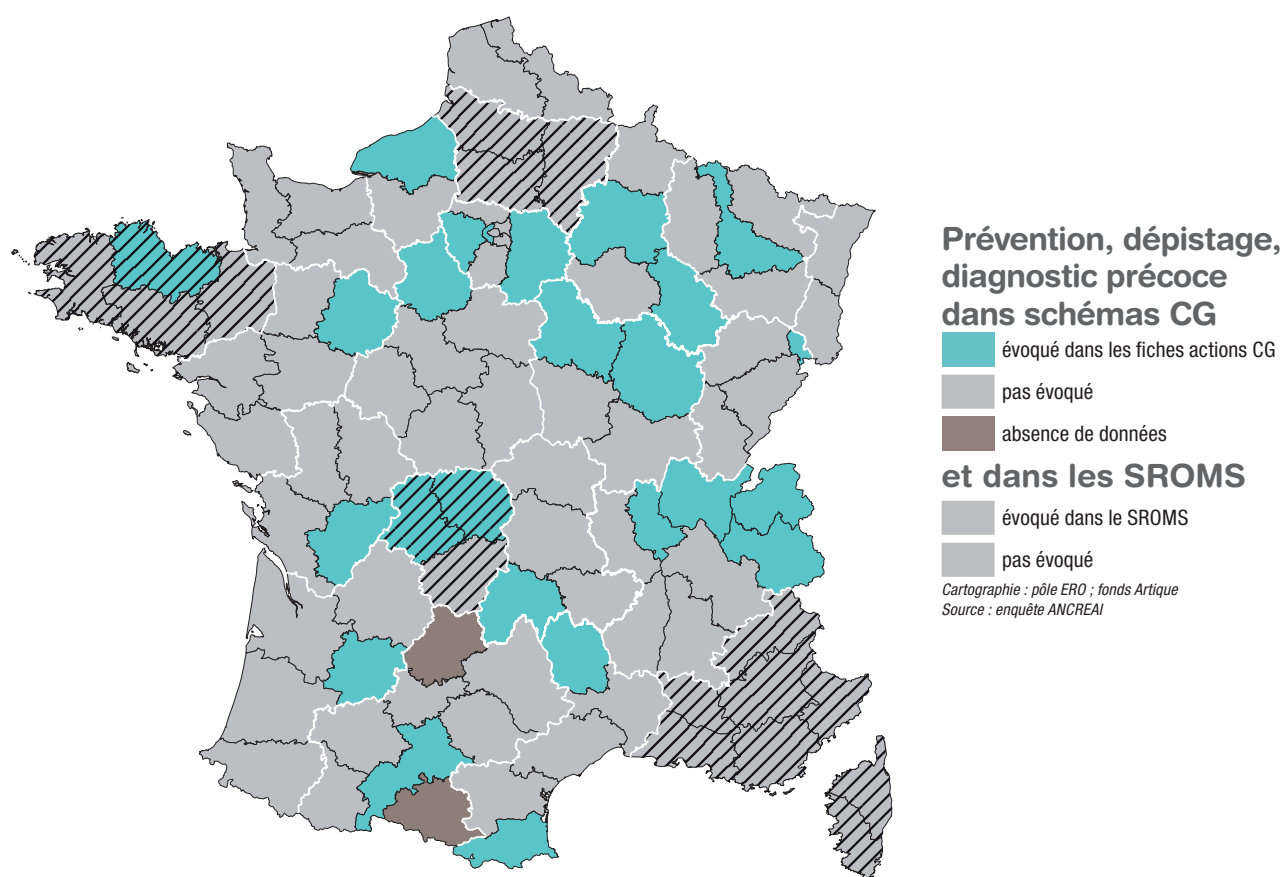 Prévention, dépistage,
diagnostic précoce
dans schémas CG
évoqué dans les fiches actions CG
pas évoqué
absence de données
et dans les SROMS
évoqué dans le SROMS
pas évoqué
Cartographie : pôle ERO ; fonds Artique
Source : enquête ANCREAI